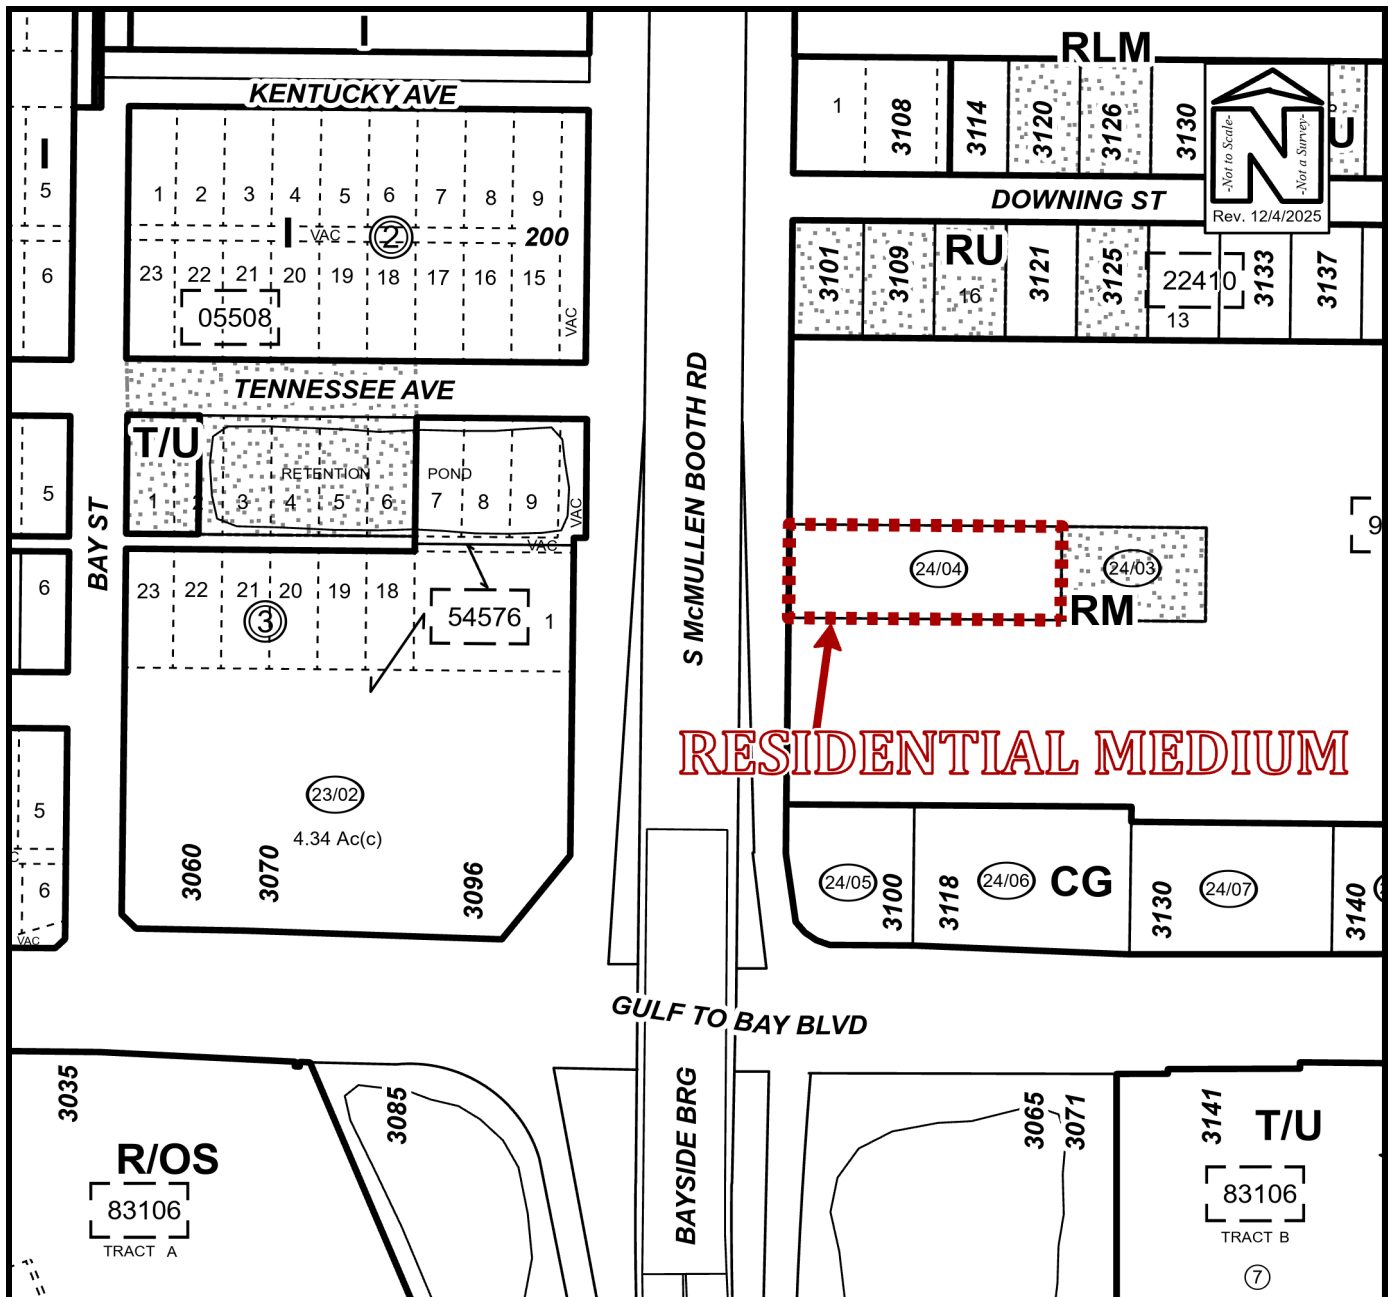 I
RLM
KENTUCKY AVE
1
3108
3114
3120
3126
3130
U
-Not to Scale-
N
-Not a Survey-
Rev. 12/4/2025
I
5
6
1
2
3
4
5
6
7
8
9
DOWNING ST
I
VAC
2
200
23
22
21
20
19
18
17
16
15
VAC
05508
3101
3109
RU
16
3121
3125
22410
13
3133
3137
TENNESSEE AVE
T/U
RETENTION POND
1
2
3
4
5
6
7
8
9
VAC
VAC
5
BAY ST
S McMULLEN BOOTH RD
9
24/04
24/03
RM
6
23
22
21
20
19
18
3
54576
1
RESIDENTIAL MEDIUM
23/02
4.34 Ac(c)
3060
3070
3096
5
6
VAC
24/05
3100
3118
24/06
CG
3130
24/07
3140
GULF TO BAY BLVD
BAYSIDE BRG
3035
3085
3065
3071
3141
T/U
R/OS
83106
TRACT A
83106
TRACT B
7